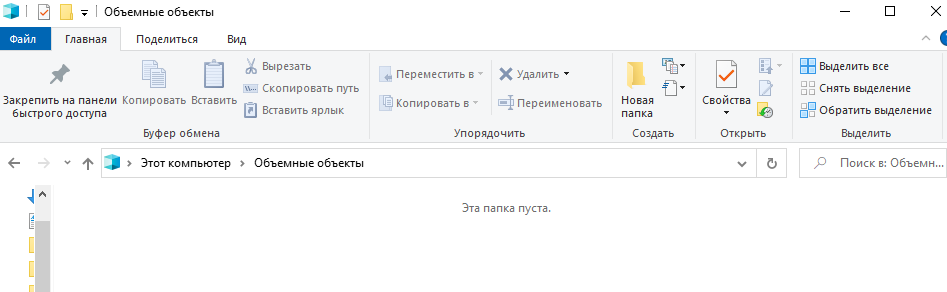 Объемные объекты
Файл
Главная
Поделиться
Вид
Закрепить на панели
быстрого доступа
Копировать
Вставить
Вырезать
Скопировать путь
Вставить ярлык
Буфер обмена
Переместить в
Копировать в
Удалить
Переименовать
Упорядочить
Новая
папка
Создать
Свойства
Открыть
Выделить все
Снять выделение
Обратить выделение
Выделить
Этот компьютер
Объемные объекты
Поиск в: Объемн...
Эта папка пуста.